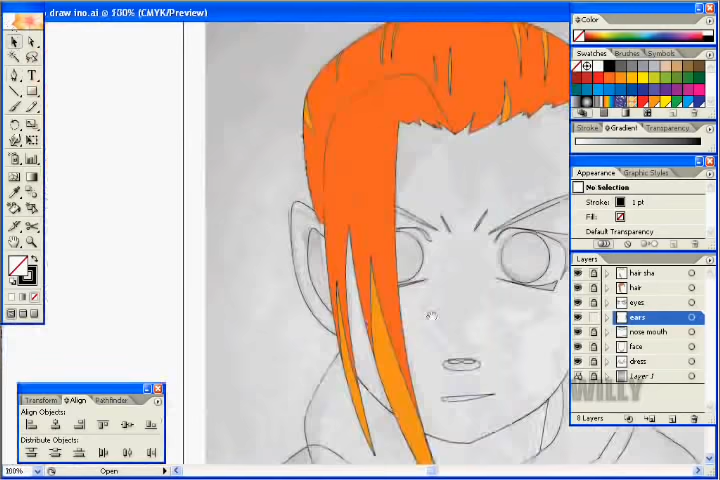 draw ino.ai @ 100% (CMYK/Preview)
Color
Swatches Brushes Symbols
Stroke Gradient Transparency
Appearance Graphic Styles
No Selection
Stroke: 1 pt
Fill:
Default Transparency
Layers
hair sha
hair
eyes
ears
nose mouth
face
dress
Layer 1
WILLY
8 Layers
Transform Align Pathfinder
Align Objects:
Distribute Objects:
100% Open